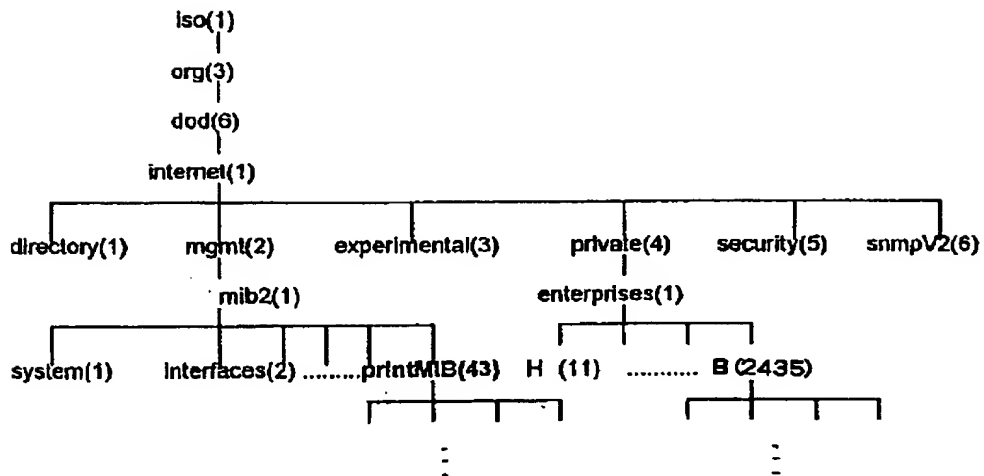 iso(1)
org(3)
dod(6)
internet(1)
directory(1) mgmt(2) experimental(3) private(4) security(5) snmpV2(6)
mib2(1) enterprises(1)
system(1) interfaces(2) ......... printMIB(43) H (11) ........... B (2435)